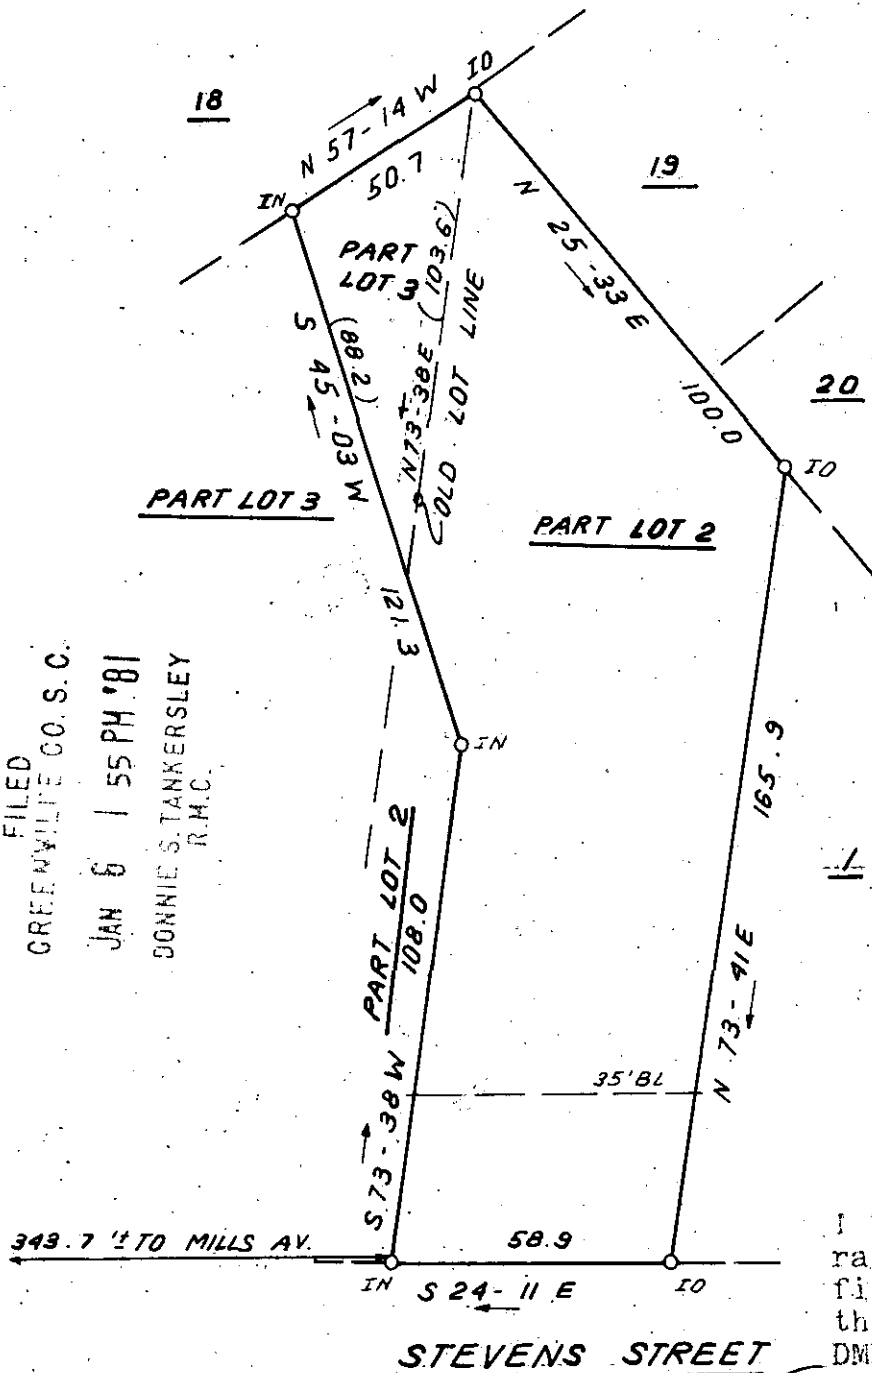 18
IO
N 57-14 W
50.7
19
IN
PART
LOT 3
(103.6)
N 73-38E
OLD LOT LINE
N 25-33 E
100.0
20
IO
(88.2)
S 45-03 W
121.3
PART LOT 3
PART LOT 2
IN
FILED
GREENVILLE CO. S. C.
JAN 6 1 55 PM '81
DONNIE S. TANKERSLEY
R.M.C.
165.9
N 73-41 E
1
PART LOT 2
108.0
S 73-38 W
35' BL
343.7 '± TO MILLS AV.
58.9
IN
S 24-11 E
IO
STEVENS STREET
I
ra
fi
th
DM